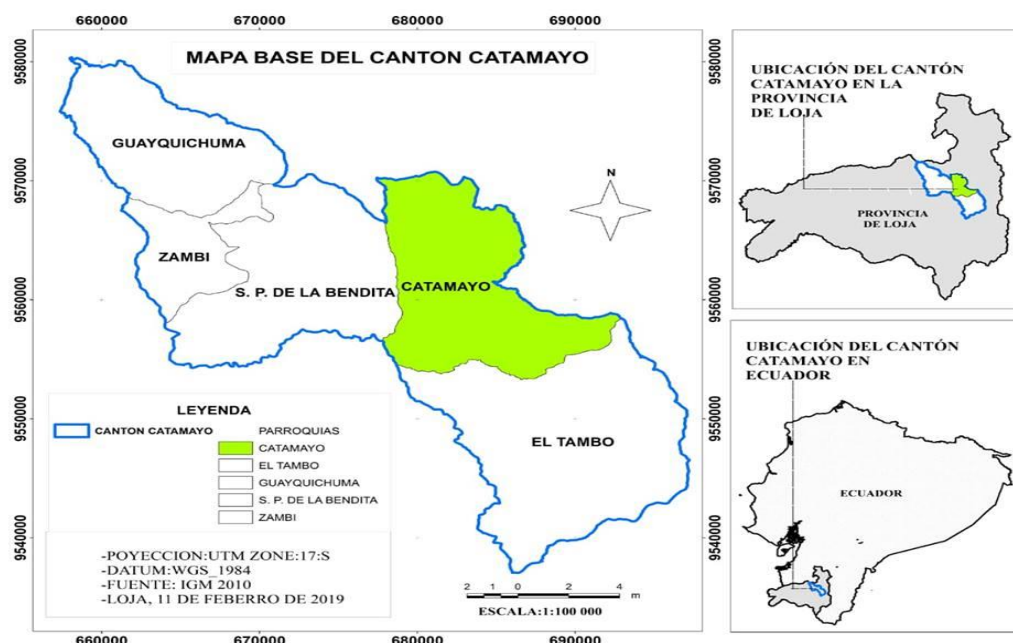 660000 670000 680000 690000
MAPA BASE DEL CANTON CATAMAYO
9580000
9570000
9560000
9550000
9540000
GUAYQUICHUMA
ZAMBI
S. P. DE LA BENDITA
CATAMAYO
EL TAMBO
N
LEYENDA
CANTON CATAMAYO
PARROQUIAS
CATAMAYO
EL TAMBO
GUAYQUICHUMA
S. P. DE LA BENDITA
ZAMBI
-POYECCION:UTM ZONE:17:S
-DATUM:WGS_1984
-FUENTE: IGM 2010
-LOJA, 11 DE FEBERRO DE 2019
2 1 0 2 4
m
ESCALA:1:100 000
9580000
9570000
9560000
9550000
9540000
660000 670000 680000 690000
UBICACIÓN DEL CANTÓN
CATAMAYO EN LA
PROVINCIA
DE LOJA
PROVINCIA
DE LOJA
UBICACIÓN DEL CANTÓN
CATAMAYO EN
ECUADOR
ECUADOR